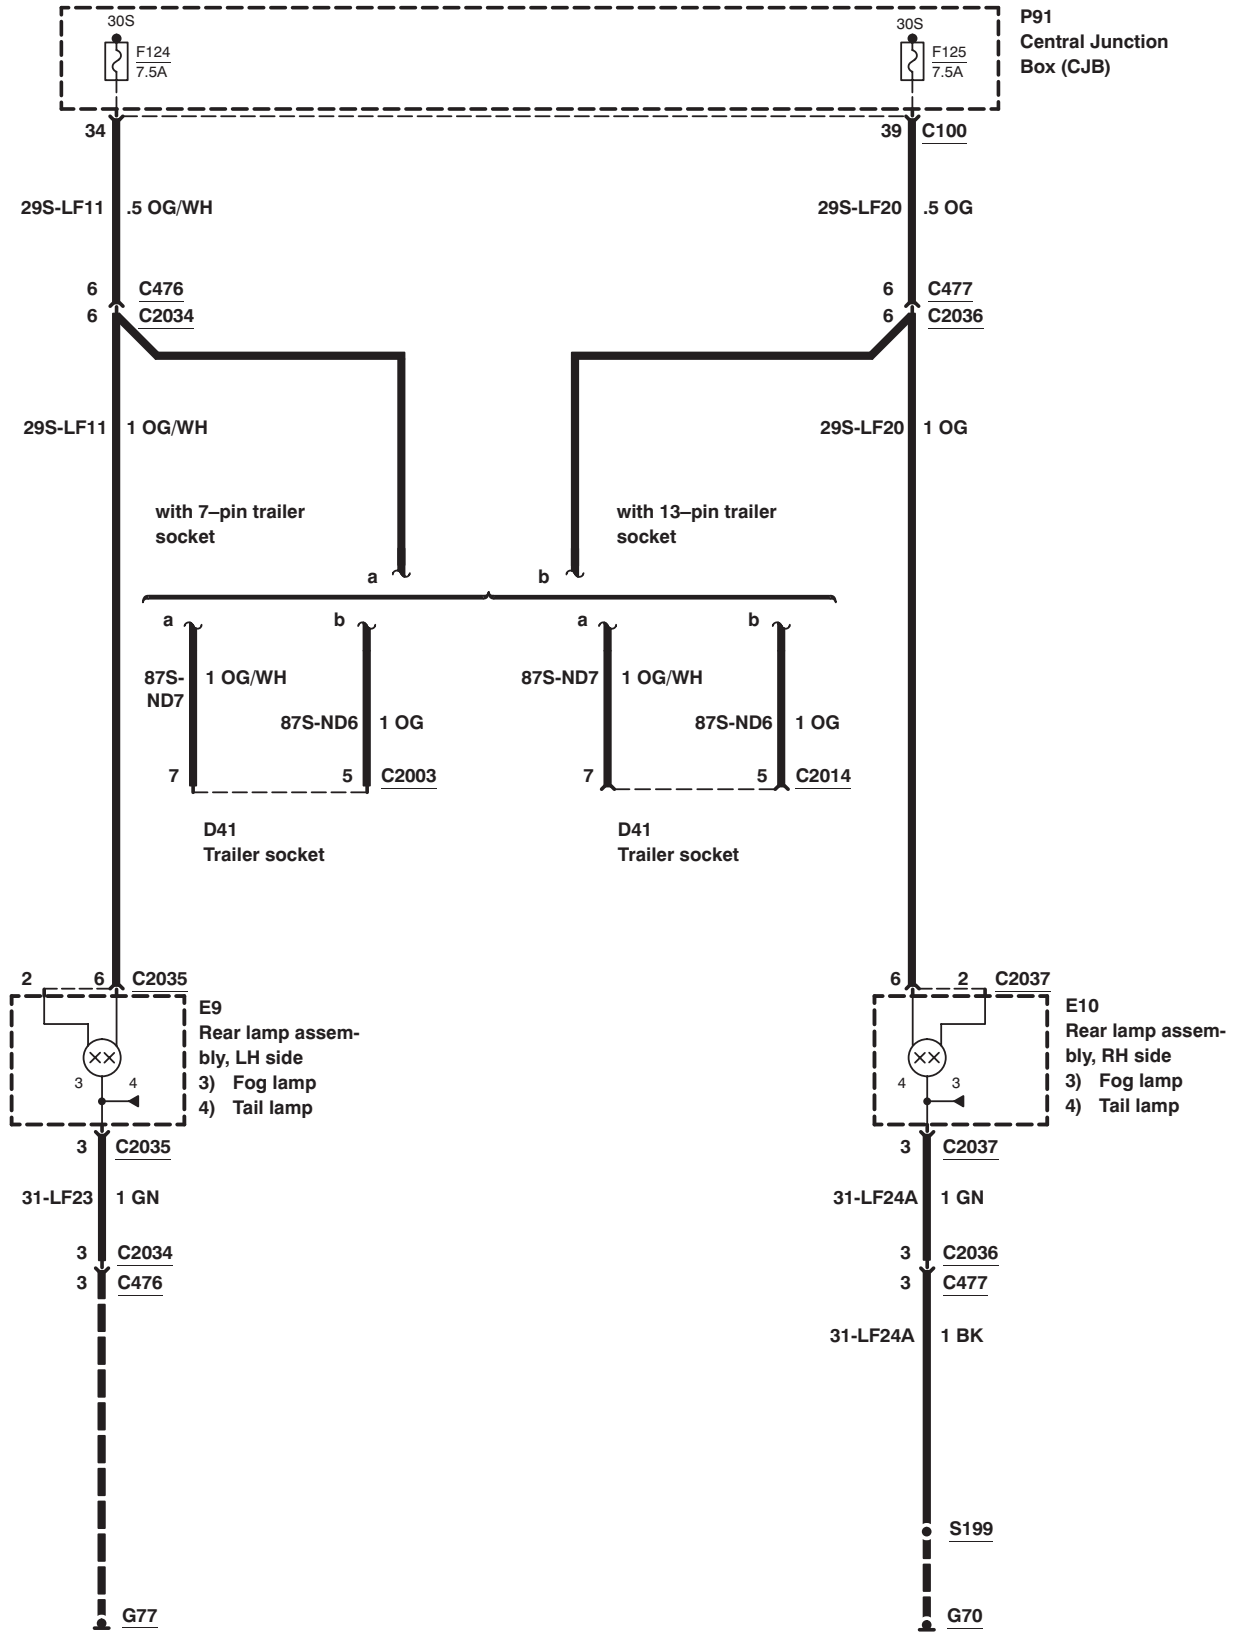 30S
F124
7.5A
30S
F125
7.5A
P91
Central Junction
Box (CJB)
34
39 C100
29S-LF11 .5 OG/WH
29S-LF20 .5 OG
6 C476
6 C2034
6 C477
6 C2036
29S-LF11 1 OG/WH
29S-LF20 1 OG
with 7–pin trailer
socket
with 13–pin trailer
socket
a
b
a
b
a
b
87S-
ND7
1 OG/WH
87S-ND7 1 OG/WH
87S-ND6 1 OG
87S-ND6 1 OG
7
5 C2003
7
5 C2014
D41
Trailer socket
D41
Trailer socket
2
6 C2035
6
2 C2037
E9
Rear lamp assem-
bly, LH side
3) Fog lamp
4) Tail lamp
3
4
E10
Rear lamp assem-
bly, RH side
3) Fog lamp
4) Tail lamp
4
3
3 C2035
3 C2037
31-LF23 1 GN
31-LF24A 1 GN
3 C2034
3 C476
3 C2036
3 C477
31-LF24A 1 BK
S199
G77
G70